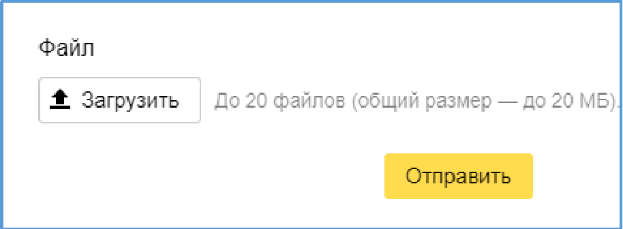 Файл
Загрузить До 20 файлов (общий размер — до 20 МБ).
Отправить